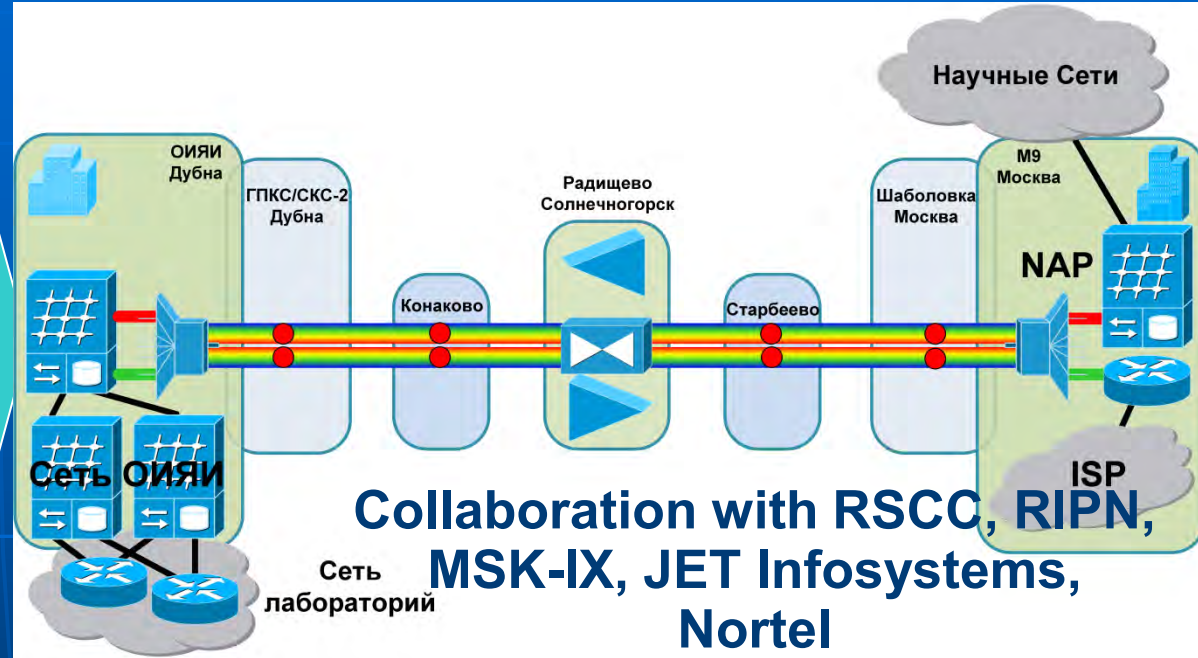 Научные Сети
ОИЯИ
Дубна
ГПКС/СКС-2
Дубна
Радищево
Солнечногорск
Шаболовка
Москва
М9
Москва
NAP
Конаково
Старбеево
Сеть ОИЯИ
ISP
Сеть
лабораторий
Collaboration with RSCC, RIPN,
MSK-IX, JET Infosystems,
Nortel